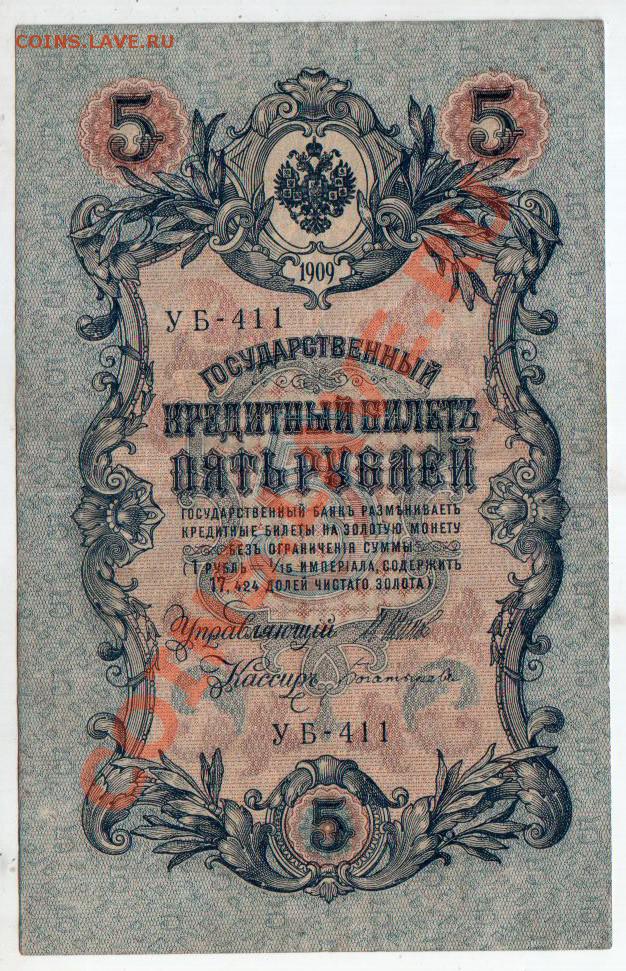 COINS.LAVE.RU
5 5
1909
УБ-411
ГОСУДАРСТВЕННЫЙ
КРЕДИТНЫЙ БИЛЕТЪ
ПЯТЬ РУБЛЕЙ
ГОСУДАРСТВЕННЫЙ БАНКЪ РАЗМѢНИВАЕТЪ
КРЕДИТНЫЕ БИЛЕТЫ НА ЗОЛОТУЮ МОНЕТУ
БЕЗЪ ОГРАНИЧЕНІЯ СУММЫ
(1 РУБЛЬ = 1/15 ИМПЕРІАЛА, СОДЕРЖИТЪ
17,424 ДОЛЕЙ ЧИСТАГО ЗОЛОТА)
Управляющій
Кассиръ Богатырёвъ
УБ-411
5